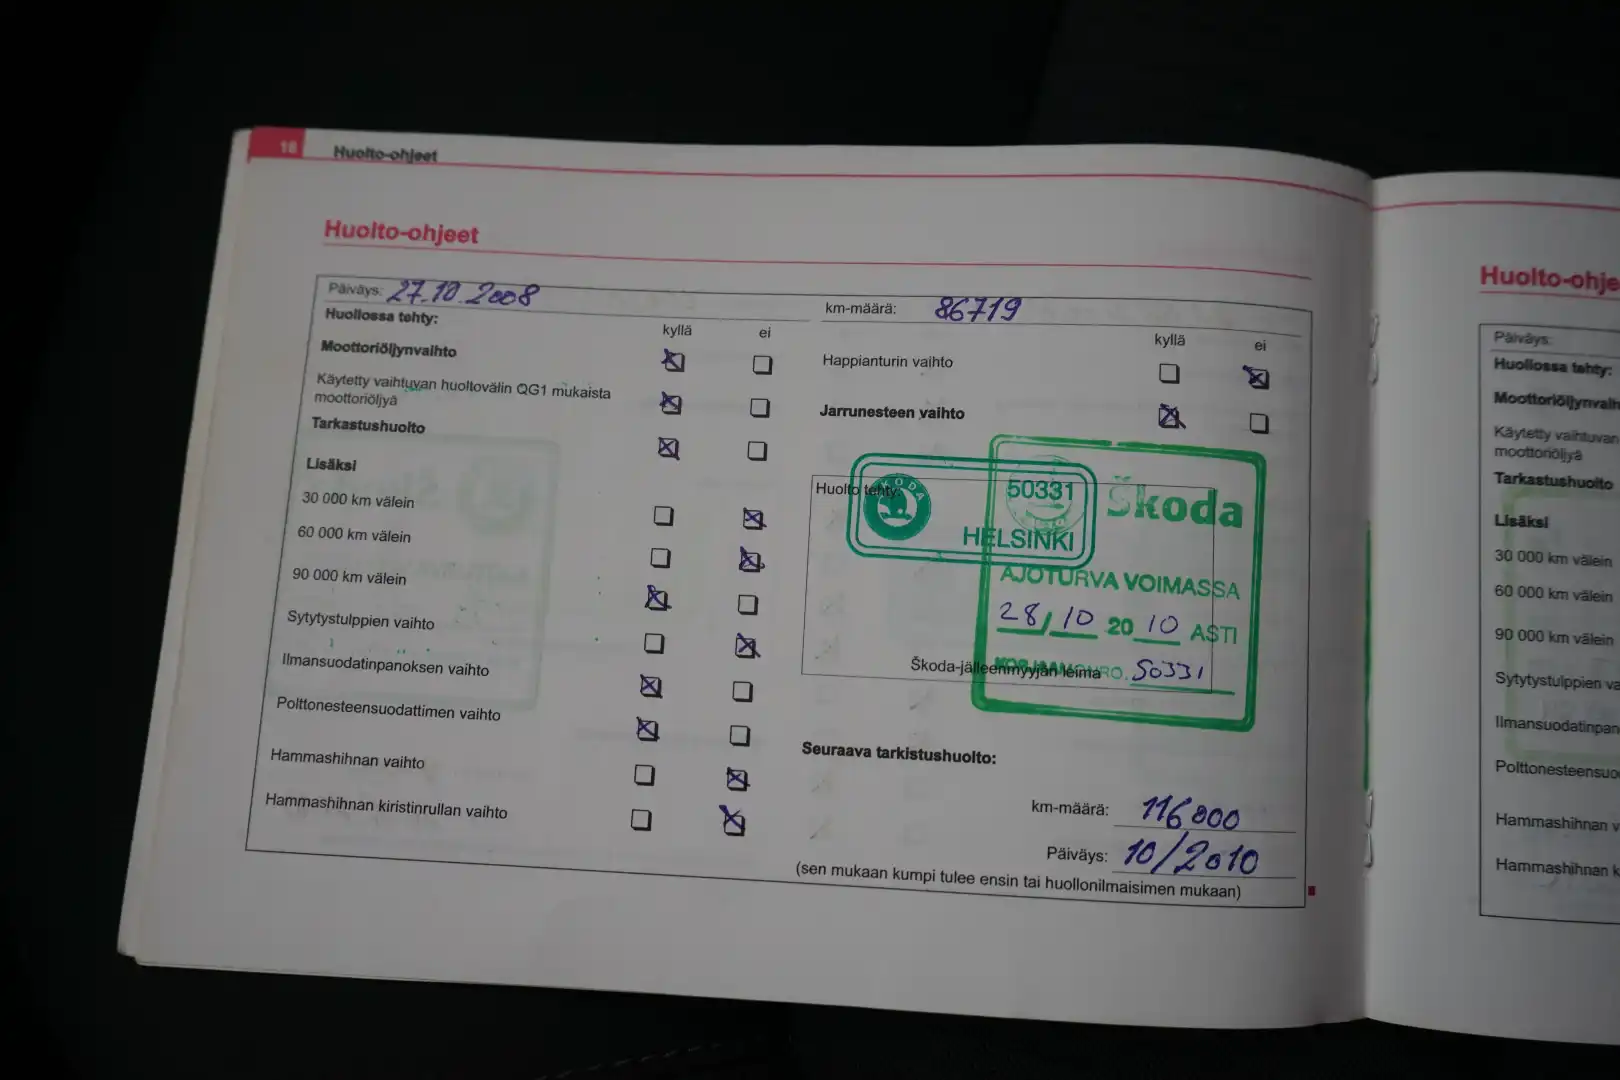 16 Huolto-ohjeet
Huolto-ohjeet
Päiväys: 27.10.2008
km-määrä: 86719
Huollossa tehty:
kyllä ei
Moottoriöljynvaihto
Käytetty vaihtuvan huoltovälin QG1 mukaista
moottoriöljyä
Tarkastushuolto
Lisäksi
30 000 km välein
60 000 km välein
90 000 km välein
Sytytystulppien vaihto
Ilmansuodatinpanoksen vaihto
Polttonesteensuodattimen vaihto
Hammashihnan vaihto
Hammashihnan kiristinrullan vaihto
kyllä ei
Happianturin vaihto
Jarrunesteen vaihto
Huolto tehty:
SKODA
50331
HELSINKI
Škoda
AJOTURVA VOIMASSA
28/10 2010 ASTI
KORJAAMON NRO. 50331
Škoda-jälleenmyyjän leima
Seuraava tarkistushuolto:
km-määrä: 116000
Päiväys: 10/2010
(sen mukaan kumpi tulee ensin tai huollonilmaisimen mukaan)
Huolto-ohje
Päiväys:
Huollossa tehty:
Moottoriöljynvaih
Käytetty vaihtuvan
moottoriöljyä
Tarkastushuolto
Lisäksi
30 000 km välein
60 000 km välein
90 000 km välein
Sytytystulppien va
Ilmansuodatinpan
Polttonesteensuo
Hammashihnan v
Hammashihnan k